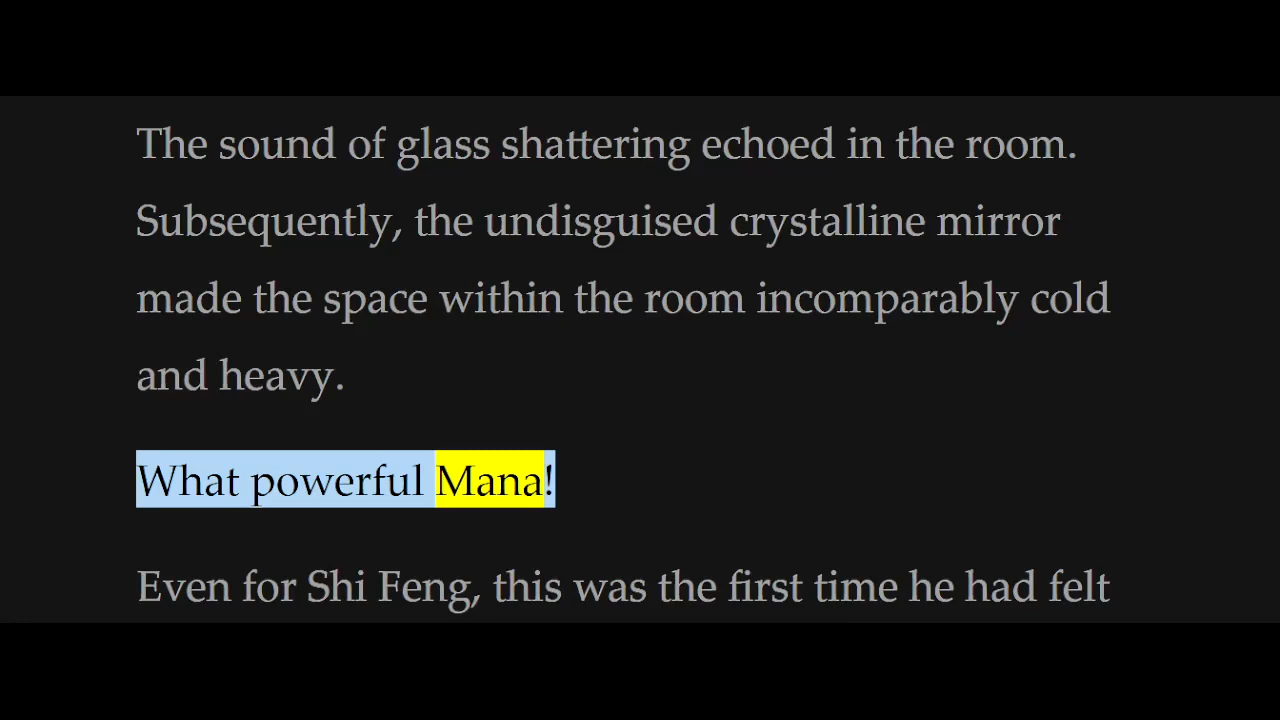 The sound of glass shattering echoed in the room.
Subsequently, the undisguised crystalline mirror
made the space within the room incomparably cold
and heavy.
What powerful Mana!
Even for Shi Feng, this was the first time he had felt